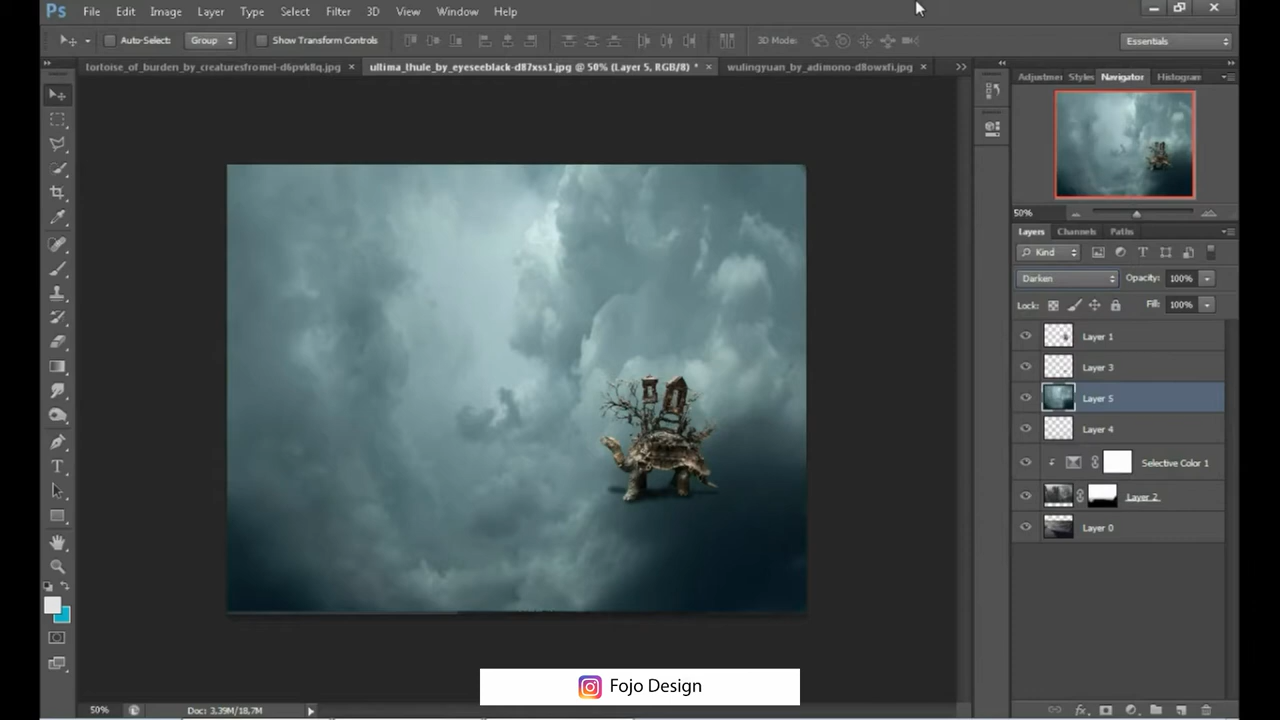 Ps File Edit Image Layer Type Select Filter 3D View Window Help
Auto-Select: Group Show Transform Controls 3D Mode: Essentials
tortoise_of_burden_by_creaturesfromel-d6pvk8q.jpg × ultima_thule_by_eyeseeblack-d87xss1.jpg @ 50% (Layer 5, RGB/8) * × wulingyuan_by_adimono-d8owxfi.jpg ×
Adjustmer Styles Navigator Histogram
50%
Layers Channels Paths
Kind
Darken Opacity: 100%
Lock: Fill: 100%
Layer 1
Layer 3
Layer 5
Layer 4
Selective Color 1
Layer 2
Layer 0
Fojo Design
50% Doc: 3,39M/18,7M